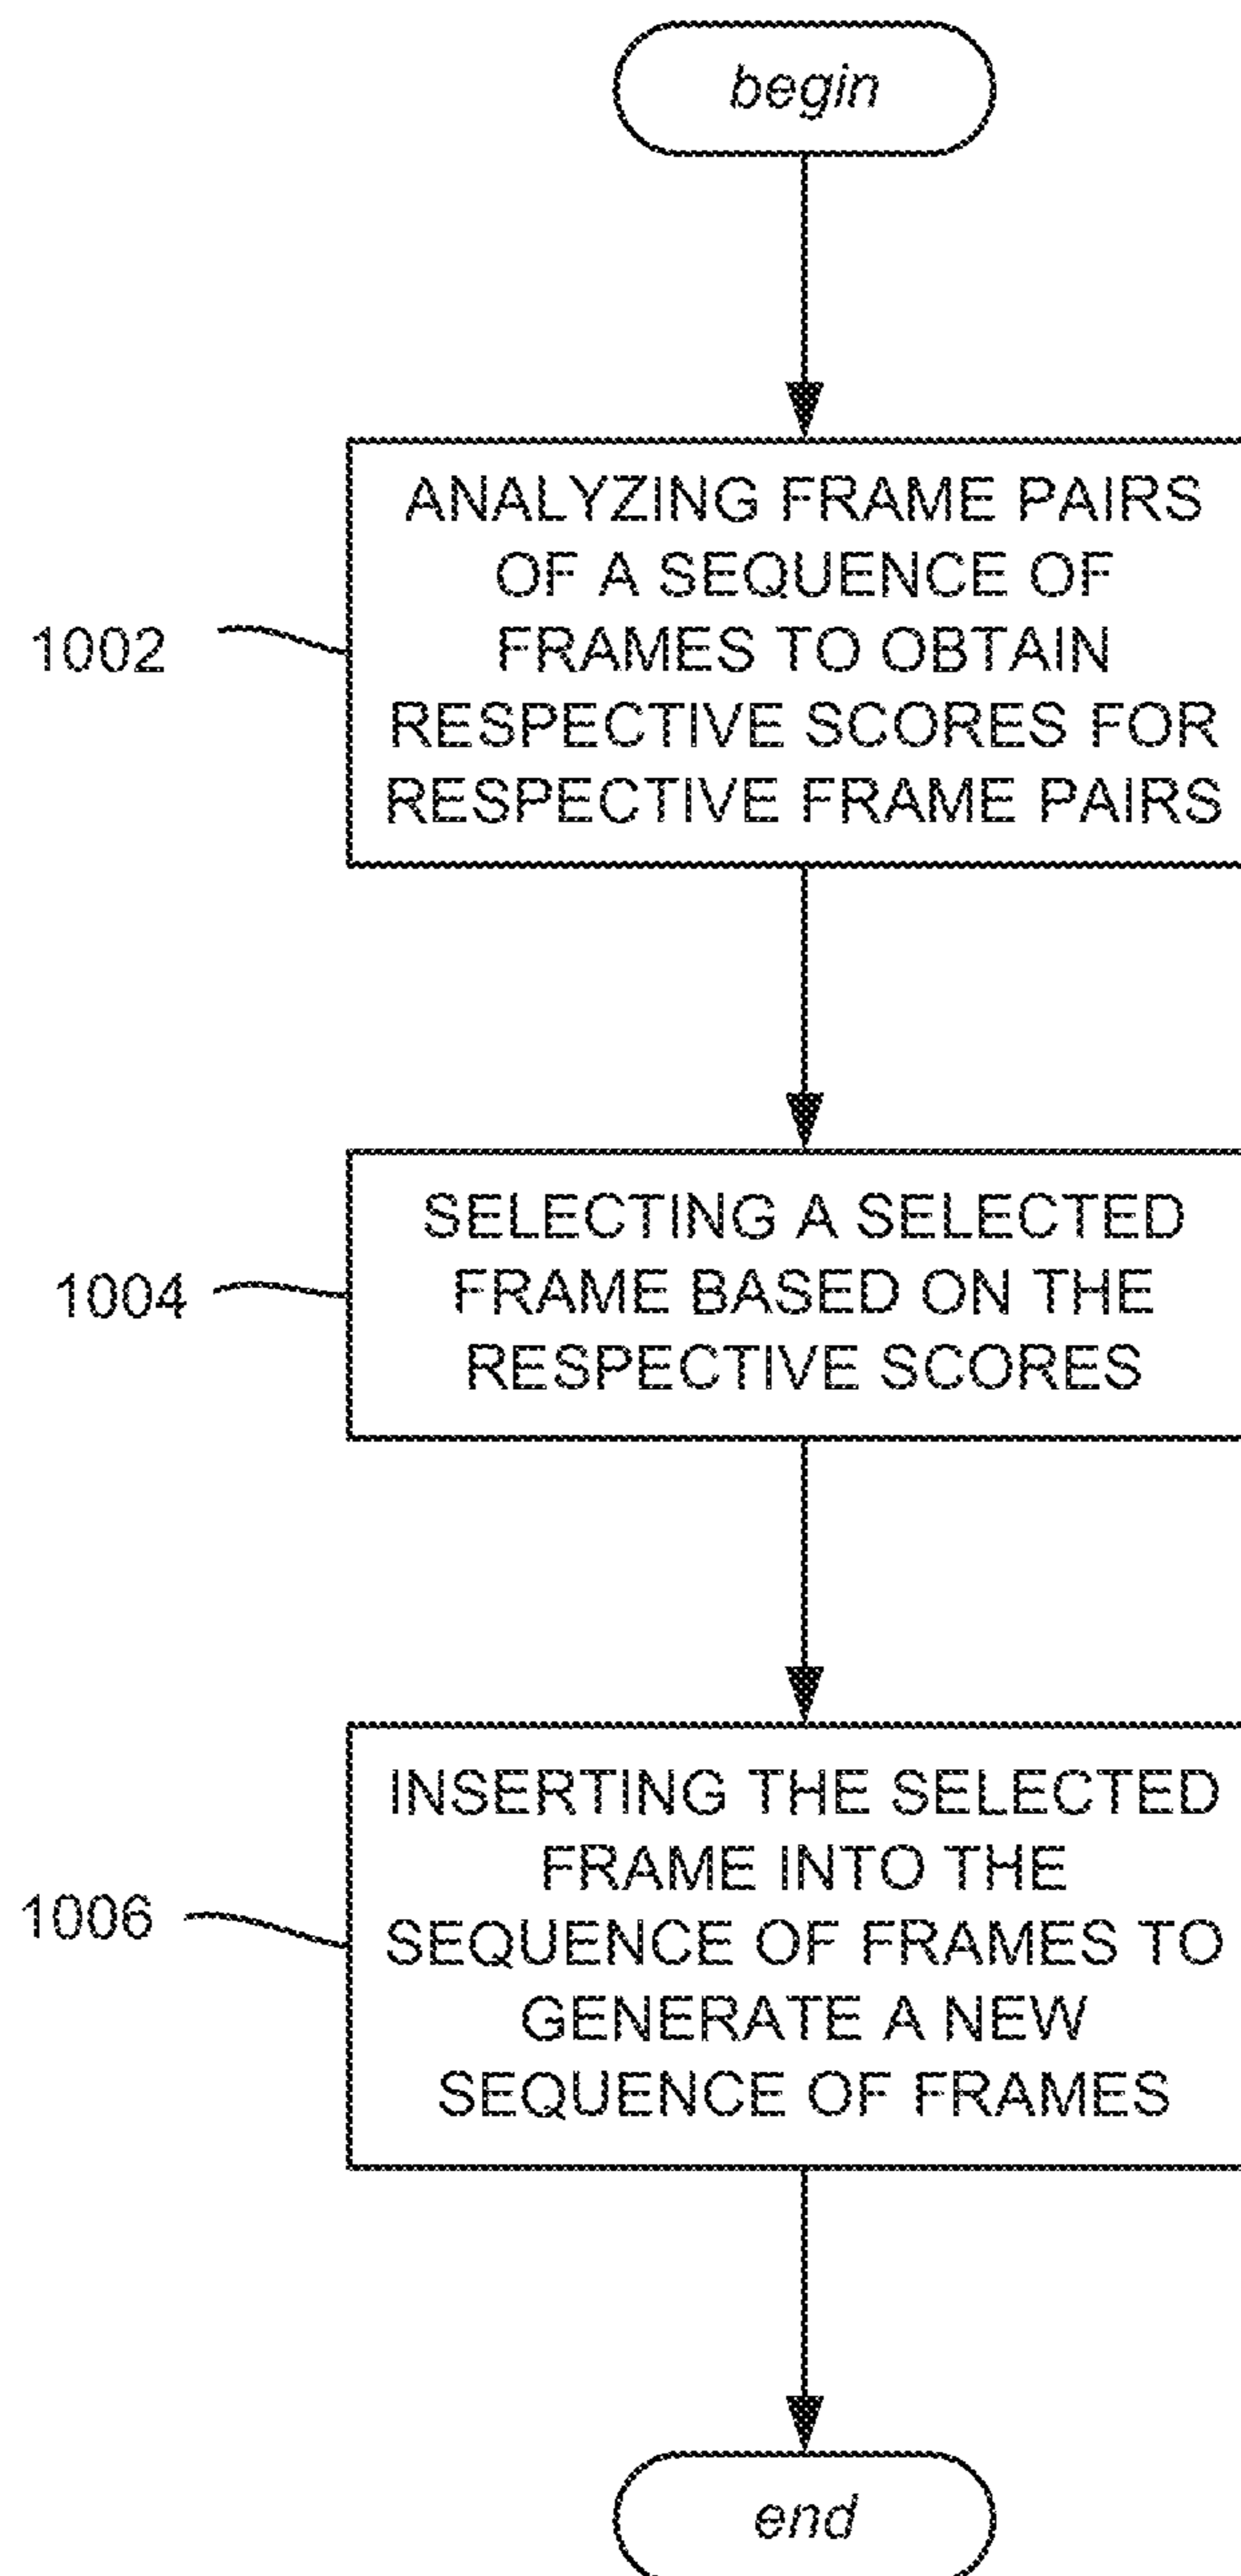 begin
ANALYZING FRAME PAIRS
OF A SEQUENCE OF
FRAMES TO OBTAIN
RESPECTIVE SCORES FOR
RESPECTIVE FRAME PAIRS
1002
SELECTING A SELECTED
FRAME BASED ON THE
RESPECTIVE SCORES
1004
INSERTING THE SELECTED
FRAME INTO THE
SEQUENCE OF FRAMES TO
GENERATE A NEW
SEQUENCE OF FRAMES
1006
end